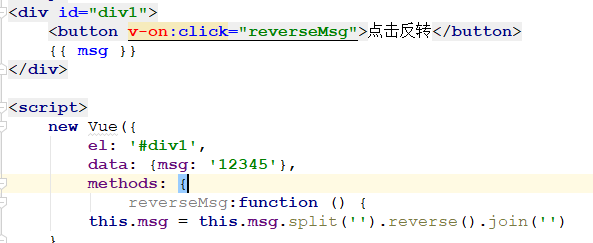 <div id="div1">
<button v-on:click="reverseMsg">点击反转</button>
{{ msg }}
</div>
<script>
new Vue({
el: '#div1',
data: {msg: '12345'},
methods: {
reverseMsg:function () {
this.msg = this.msg.split('').reverse().join('')
}